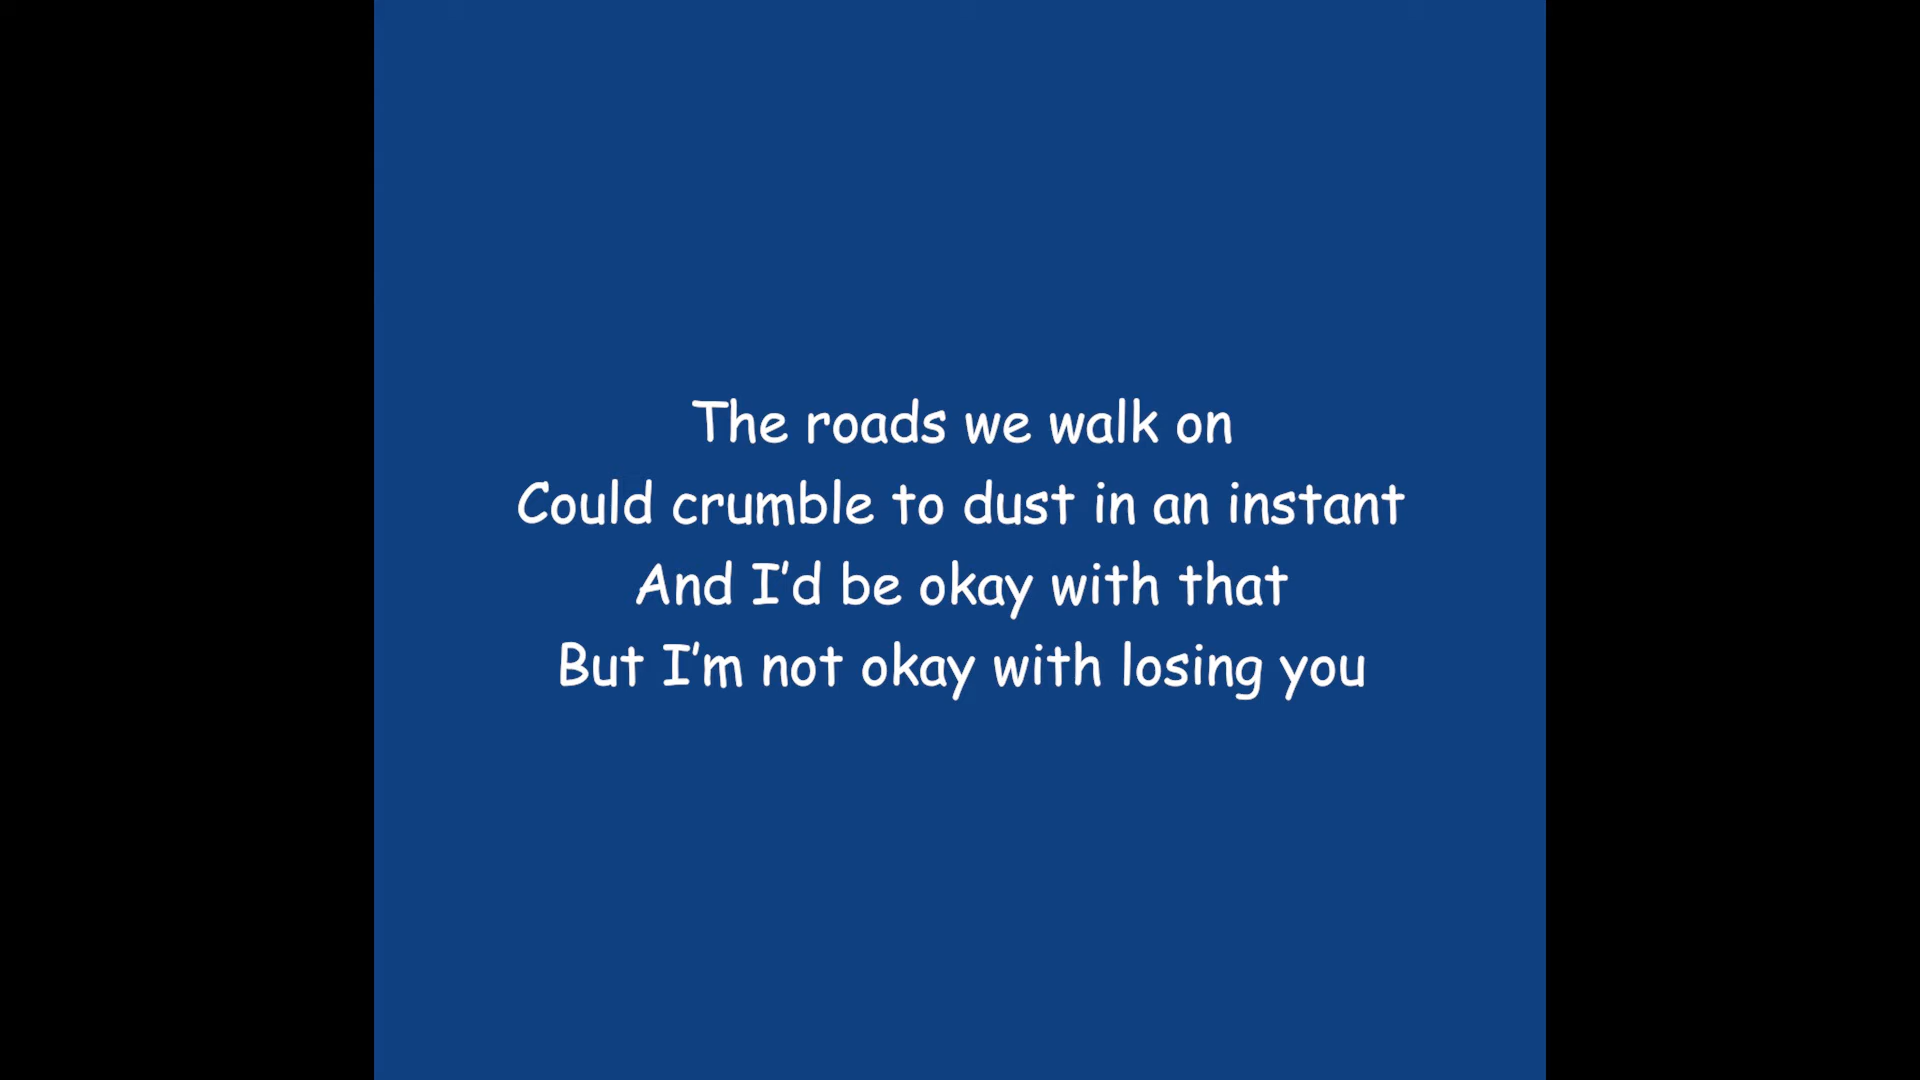 The roads we walk on
Could crumble to dust in an instant
And I’d be okay with that
But I’m not okay with losing you